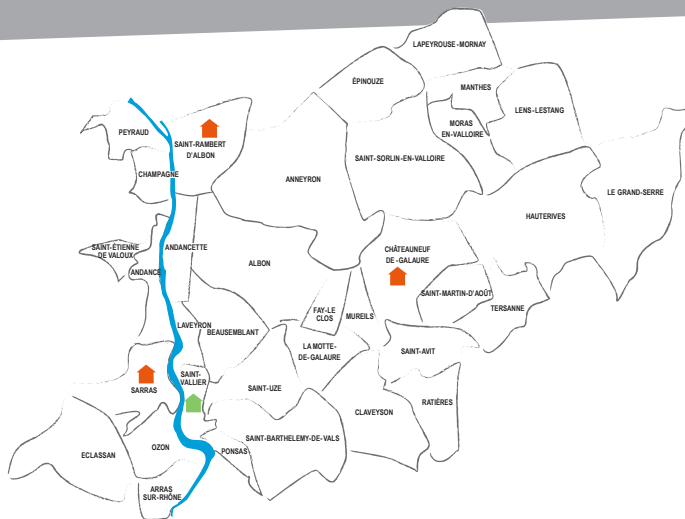 LAPEYROUSE-MORNAY
ÉPINOUZE
MANTHES
LENS-LESTANG
PEYRAUD
MORAS
EN-VALLOIRE
SAINT-RAMBERT
D'ALBON
SAINT-SORLIN-EN-VALLOIRE
CHAMPAGNE
ANNEYRON
LE GRAND-SERRE
HAUTERIVES
SAINT-ÉTIENNE
DE VALOUX
ANDANCETTE
CHÂTEAUNEUF
DE-GALAURE
ALBON
ANDANCE
SAINT-MARTIN-D'AOÛT
TERSANNE
FAY-LE
CLOS
MUREILS
LAVEYRON
BEAUSEMBLANT
LA MOTTE-
DE-GALAURE
SAINT-AVIT
SAINT-
VALLIER
SARRAS
SAINT-UZE
RATIÈRES
CLAVEYSON
SAINT-BARTHELEMY-DE-VALS
OZON
PONSAS
ECLASSAN
ARRAS
SUR-RHÔNE